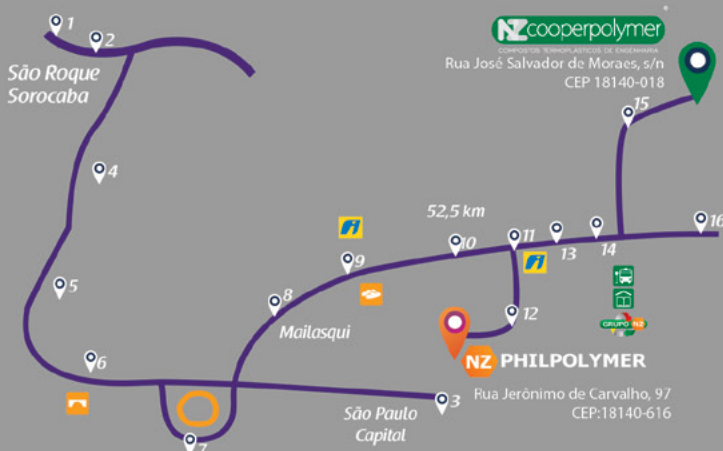 1
2
São Roque
Sorocaba
NZcooperpolymer
COMPOSTOS TERMOPLÁSTICOS DE ENGENHARIA
Rua José Salvador de Moraes, s/n
CEP 18140-018
15
4
52,5 km
16
11
10
13
14
9
5
8
Mailasqui
12
GRUPO NZ
6
NZ PHILPOLYMER
Rua Jerônimo de Carvalho, 97
CEP:18140-616
3
São Paulo
Capital
7